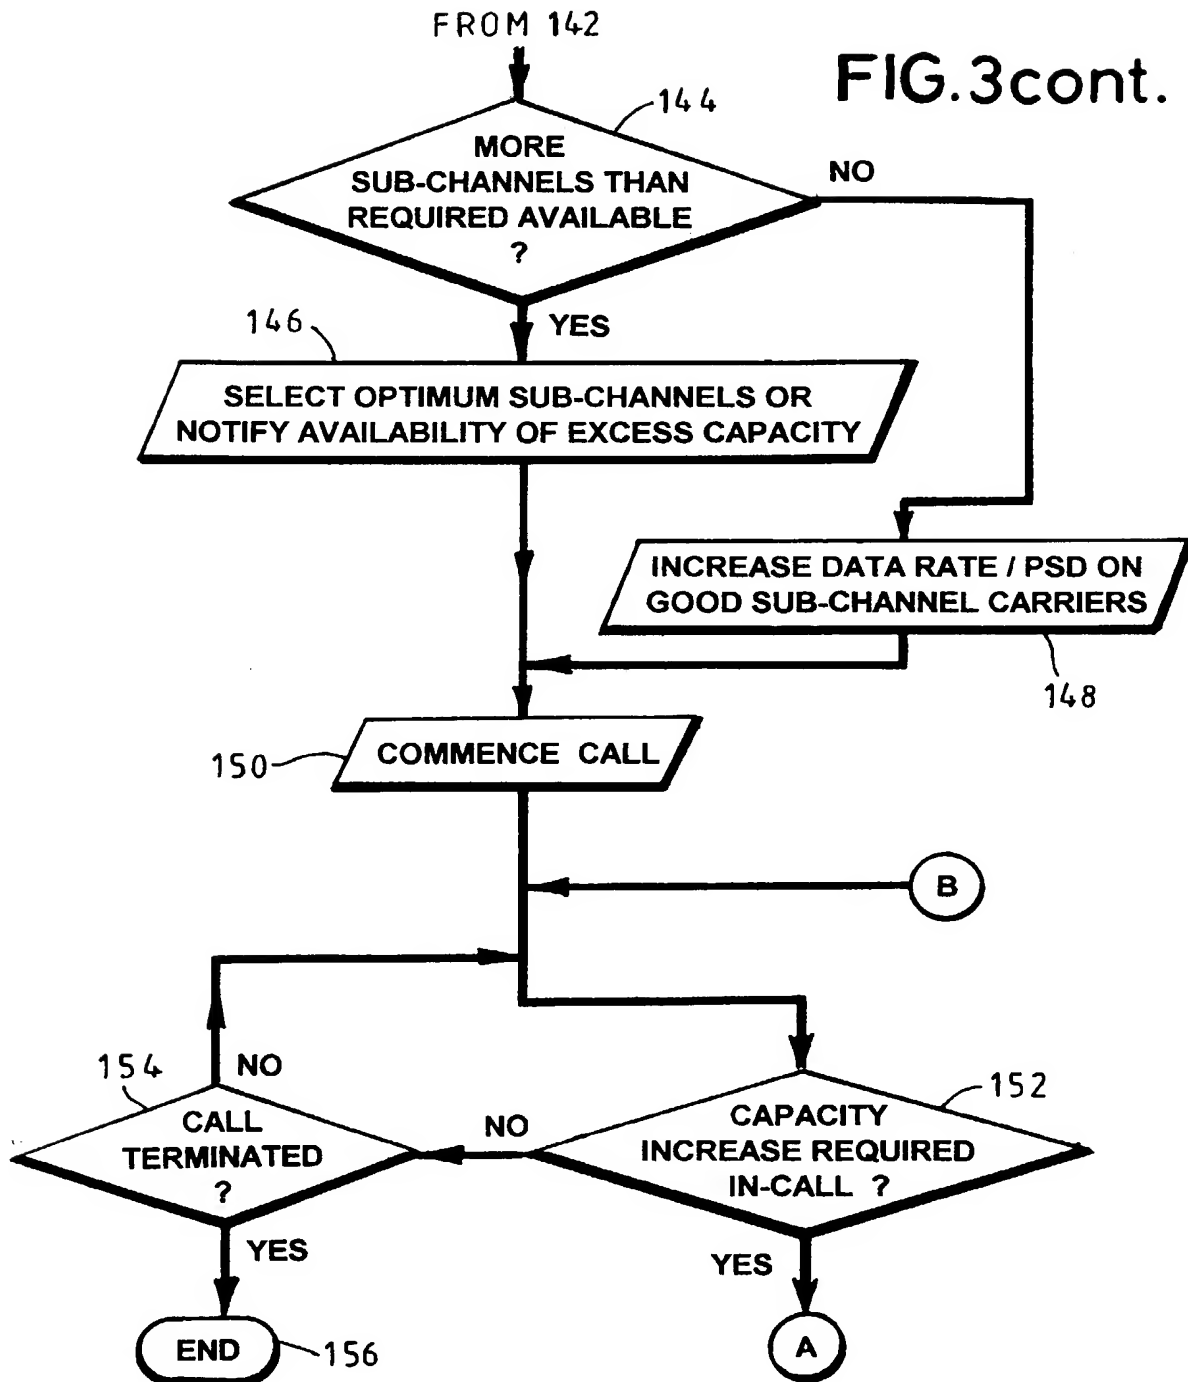 FROM 142
FIG.3cont.
144
MORE
SUB-CHANNELS THAN
REQUIRED AVAILABLE
?
NO
YES
146
SELECT OPTIMUM SUB-CHANNELS OR
NOTIFY AVAILABILITY OF EXCESS CAPACITY
INCREASE DATA RATE / PSD ON
GOOD SUB-CHANNEL CARRIERS
148
COMMENCE CALL
150
B
154
NO
CALL
TERMINATED
?
NO
152
CAPACITY
INCREASE REQUIRED
IN-CALL ?
YES
YES
END
156
A